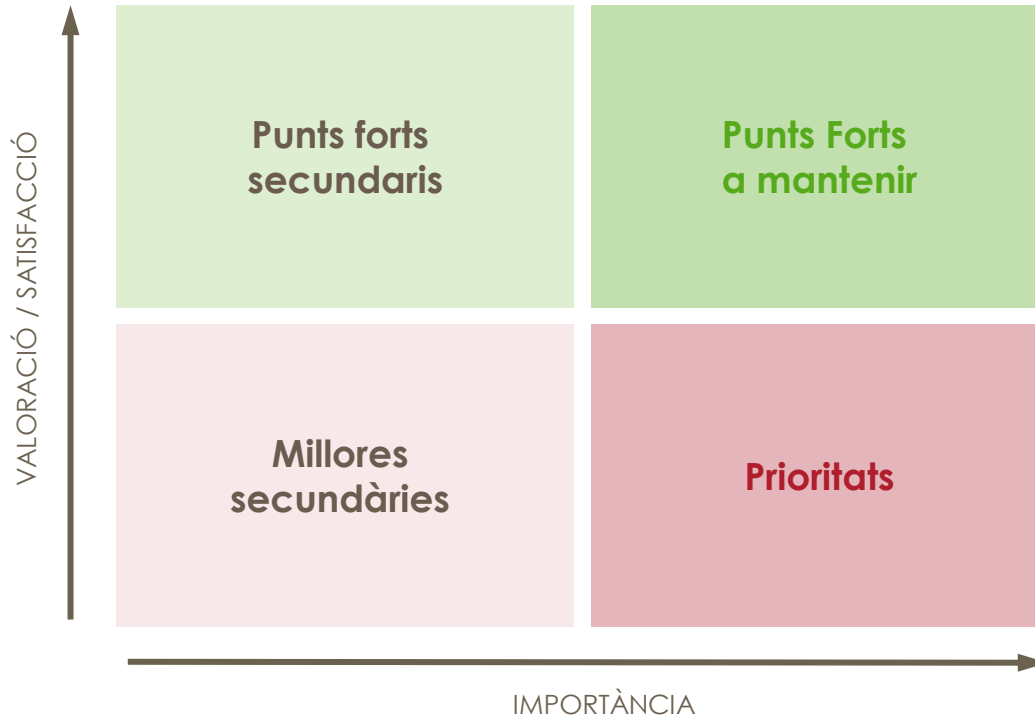 VALORACIÓ / SATISFACCIÓ
Punts forts
secundaris
Punts Forts
a mantenir
Millores
secundàries
Prioritats
IMPORTÀNCIA